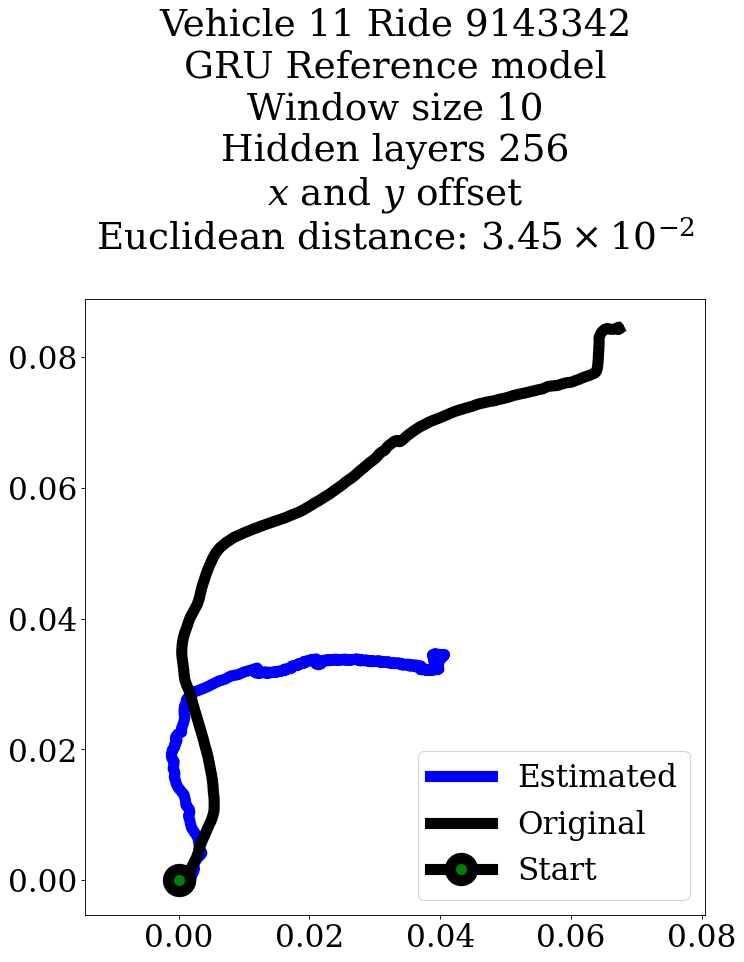 Vehicle 11 Ride 9143342
GRU Reference model
Window size 10
Hidden layers 256
x and y offset
Euclidean distance: 3.45 × 10⁻²
0.08
0.06
0.04
0.02
0.00
Estimated
Original
Start
0.00 0.02 0.04 0.06 0.08